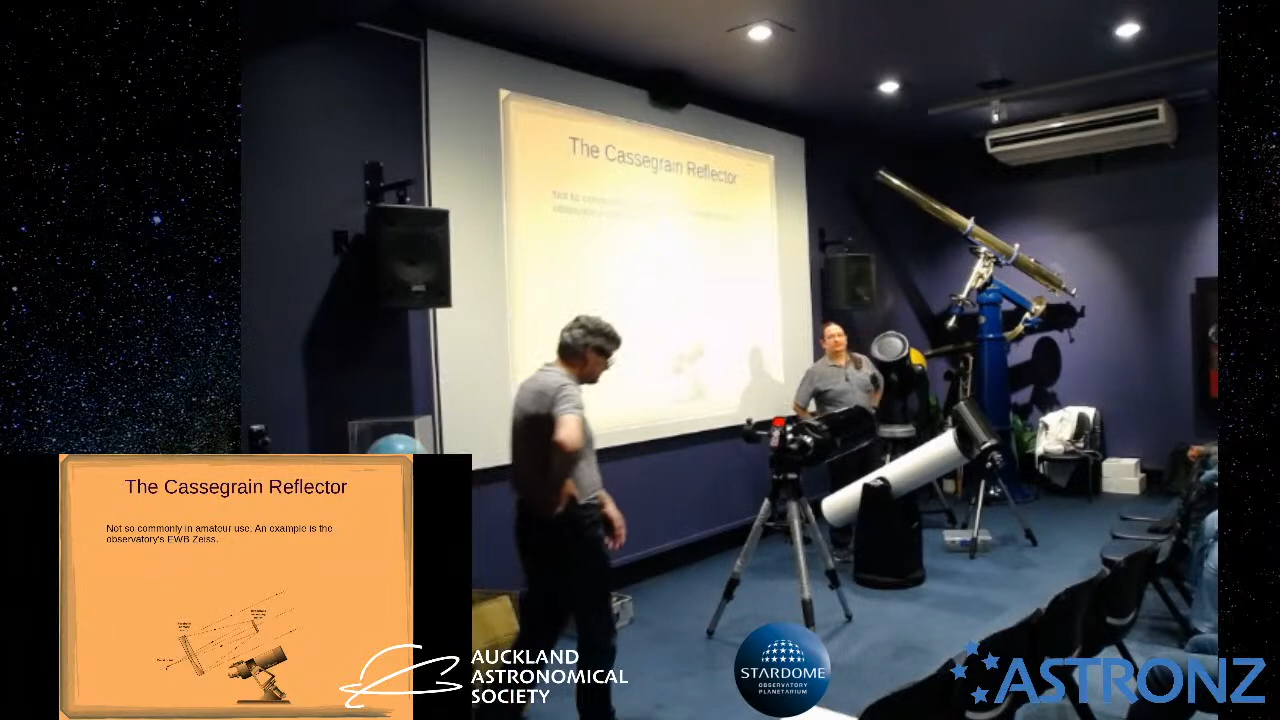 The Cassegrain Reflector
The Cassegrain Reflector
Not so commonly in amateur use. An example is the
observatory's EWB Zeiss.
AUCKLAND
ASTRONOMICAL
SOCIETY
STARDOME
OBSERVATORY
PLANETARIUM
ASTRONZ